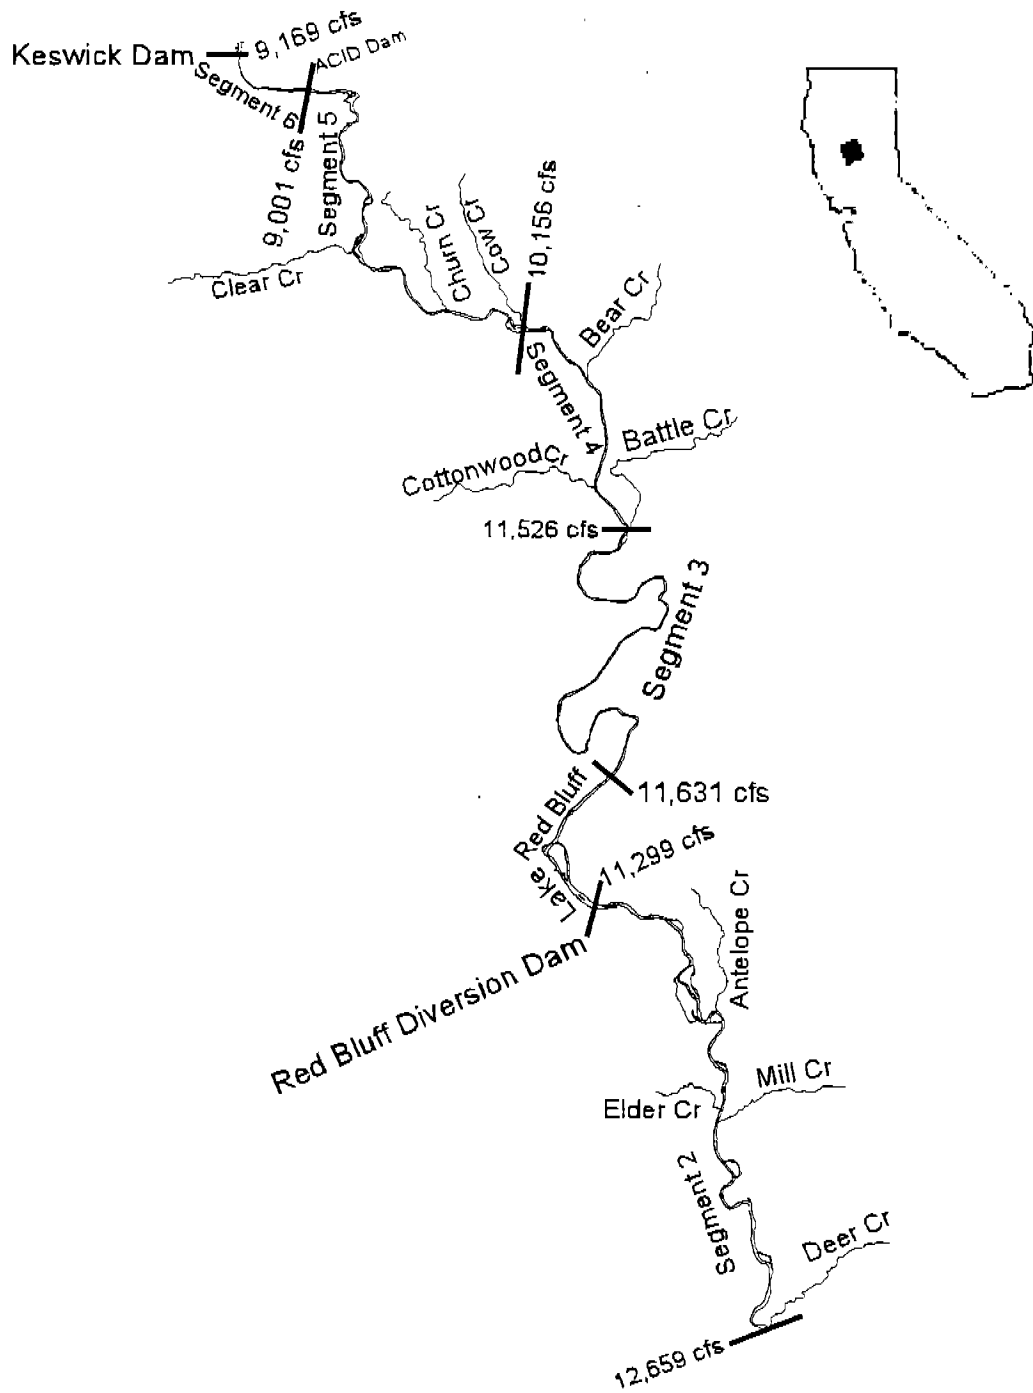 Keswick Dam
9,169 cfs
ACID Dam
Segment 6
9,001 cfs
Segment 5
Clear Cr
Churn Cr
Cow Cr
10,156 cfs
Bear Cr
Segment 4
Battle Cr
Cottonwood Cr
11,526 cfs
Segment 3
11,631 cfs
Lake Red Bluff
11,299 cfs
Red Bluff Diversion Dam
Antelope Cr
Mill Cr
Elder Cr
Segment 2
Deer Cr
12,659 cfs